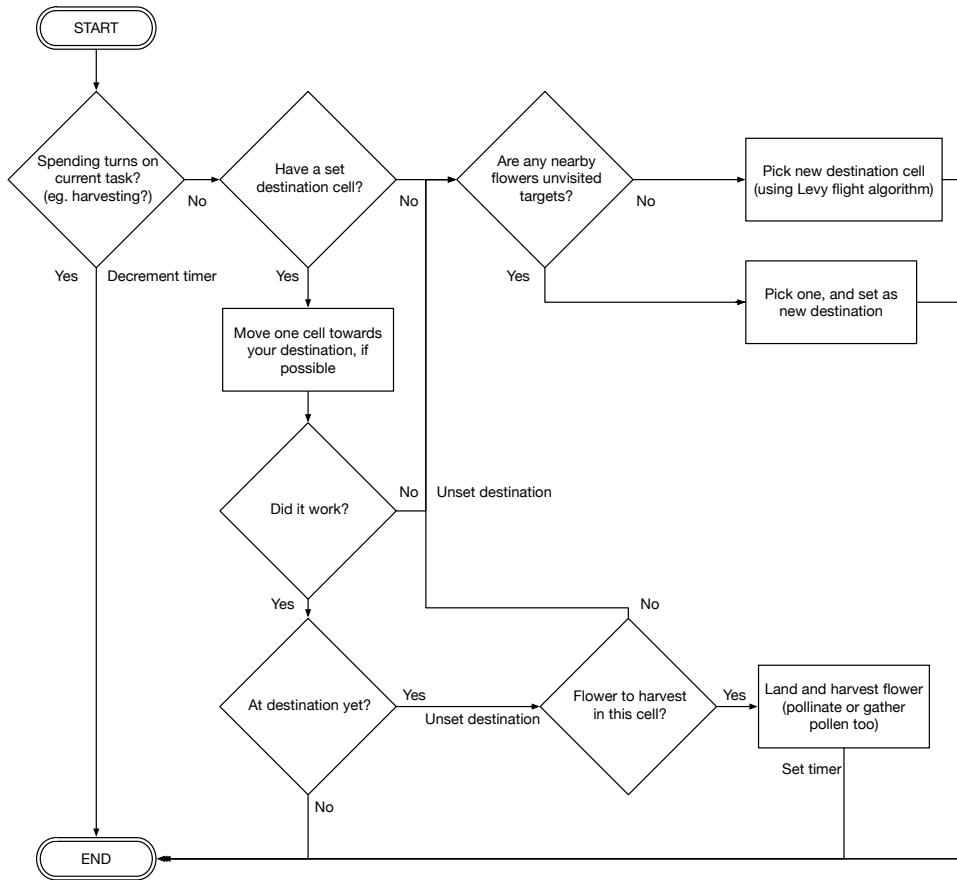 START
Spending turns on
current task?
(eg. harvesting?)
No
Yes
Decrement timer
Have a set
destination cell?
No
Yes
Are any nearby
flowers unvisited
targets?
No
Yes
Pick new destination cell
(using Levy flight algorithm)
Pick one, and set as
new destination
Move one cell towards
your destination, if
possible
Did it work?
No
Unset destination
Yes
At destination yet?
Yes
Unset destination
No
Flower to harvest
in this cell?
No
Yes
Land and harvest flower
(pollinate or gather
pollen too)
Set timer
END